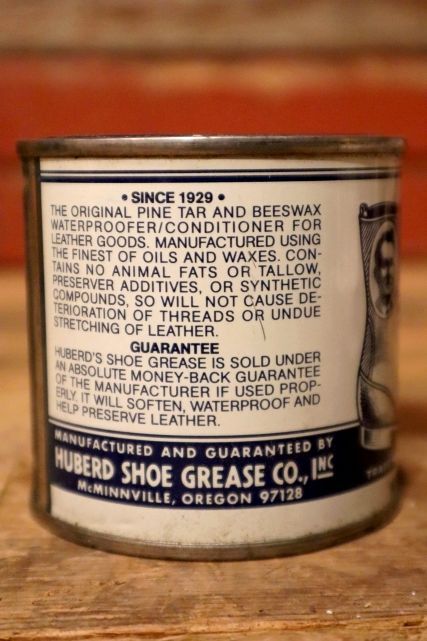 • SINCE 1929 •
THE ORIGINAL PINE TAR AND BEESWAX
WATERPROOFER/CONDITIONER FOR
LEATHER GOODS. MANUFACTURED USING
THE FINEST OF OILS AND WAXES. CON-
TAINS NO ANIMAL FATS OR TALLOW,
PRESERVER ADDITIVES, OR SYNTHETIC
COMPOUNDS, SO WILL NOT CAUSE DE-
TERIORATION OF THREADS OR UNDUE
STRETCHING OF LEATHER.
GUARANTEE
HUBERD'S SHOE GREASE IS SOLD UNDER
AN ABSOLUTE MONEY-BACK GUARANTEE
OF THE MANUFACTURER IF USED PROP-
ERLY. IT WILL SOFTEN, WATERPROOF AND
HELP PRESERVE LEATHER.
MANUFACTURED AND GUARANTEED BY
HUBERD SHOE GREASE CO., INC
MCMINNVILLE, OREGON 97128